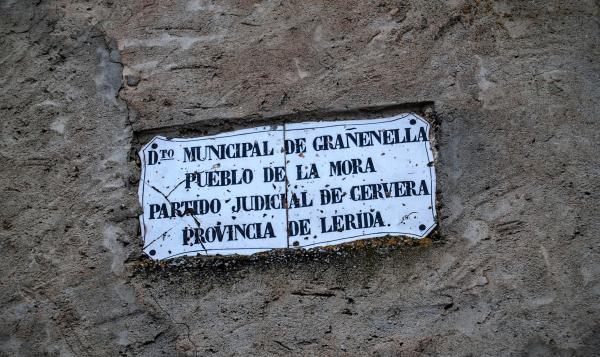 Dto MUNICIPAL DE GRAÑENELLA
PUEBLO DE LA MORA
PARTIDO JUDICIAL DE CERVERA
PROVINCIA DE LERIDA.